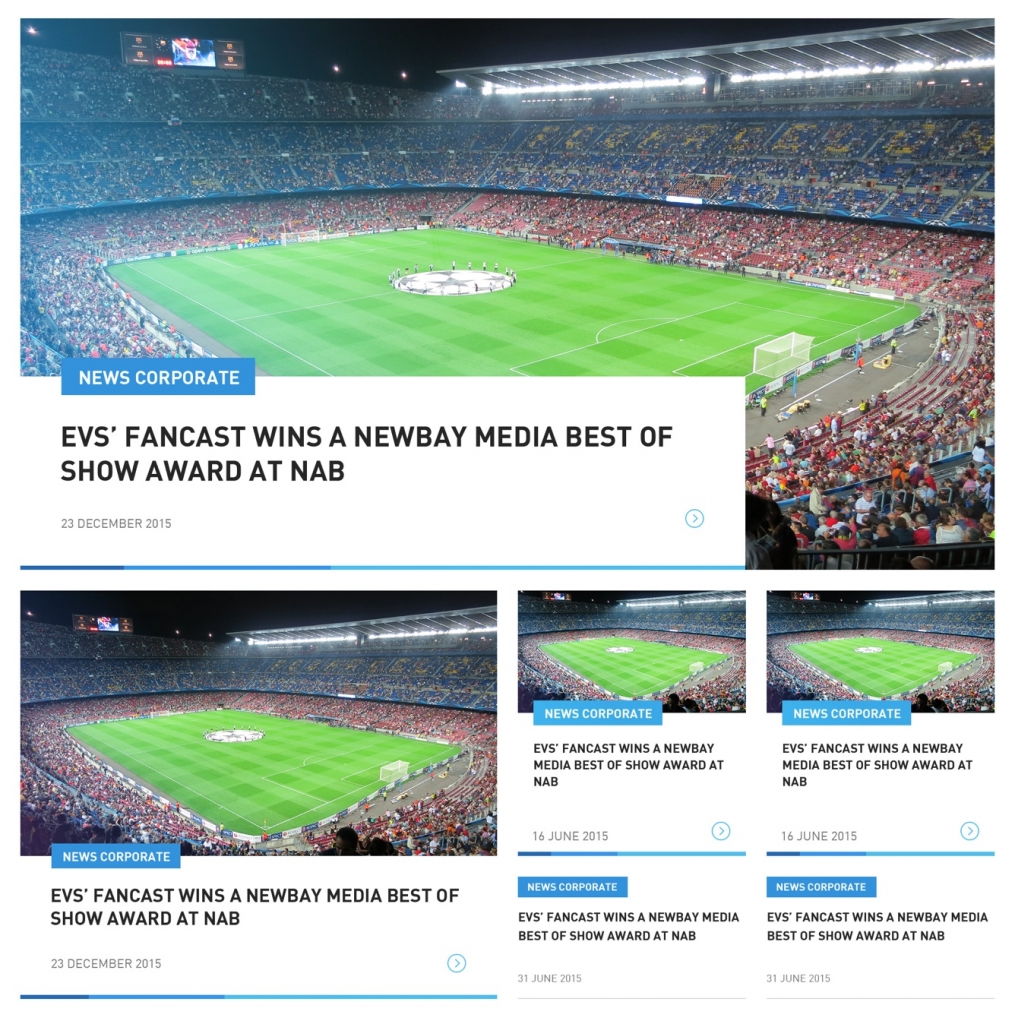 NEWS CORPORATE
EVS’ FANCAST WINS A NEWBAY MEDIA BEST OF
SHOW AWARD AT NAB
23 DECEMBER 2015
NEWS CORPORATE
EVS’ FANCAST WINS A NEWBAY MEDIA BEST OF
SHOW AWARD AT NAB
23 DECEMBER 2015
NEWS CORPORATE
EVS’ FANCAST WINS A NEWBAY
MEDIA BEST OF SHOW AWARD AT
NAB
16 JUNE 2015
NEWS CORPORATE
EVS’ FANCAST WINS A NEWBAY
MEDIA BEST OF SHOW AWARD AT
NAB
16 JUNE 2015
NEWS CORPORATE
EVS’ FANCAST WINS A NEWBAY MEDIA
BEST OF SHOW AWARD AT NAB
31 JUNE 2015
NEWS CORPORATE
EVS’ FANCAST WINS A NEWBAY MEDIA
BEST OF SHOW AWARD AT NAB
31 JUNE 2015